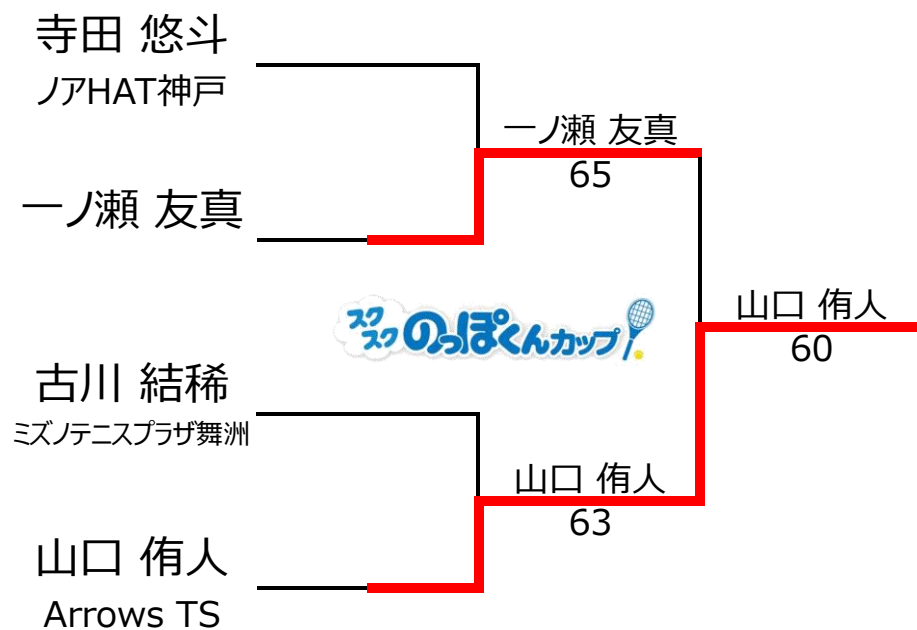 寺田 悠斗
ノアHAT神戸
一ノ瀬 友真
65
一ノ瀬 友真
スクスク のっぽくんカップ
山口 侑人
60
古川 結稀
ミズノテニスプラザ舞洲
山口 侑人
63
山口 侑人
Arrows TS